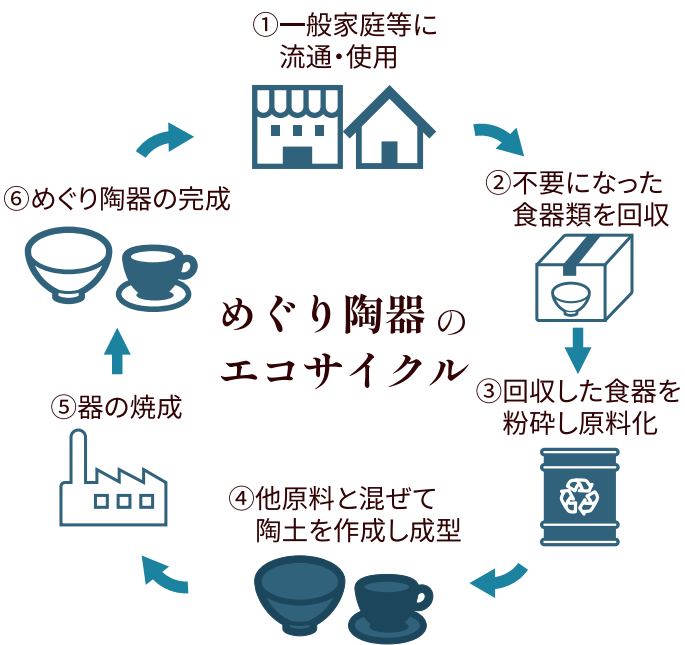 ①一般家庭等に
流通・使用
②不要になった
食器類を回収
③回収した食器を
粉砕し原料化
④他原料と混ぜて
陶土を作成し成型
⑤器の焼成
⑥めぐり陶器の完成
めぐり陶器の
エコサイクル